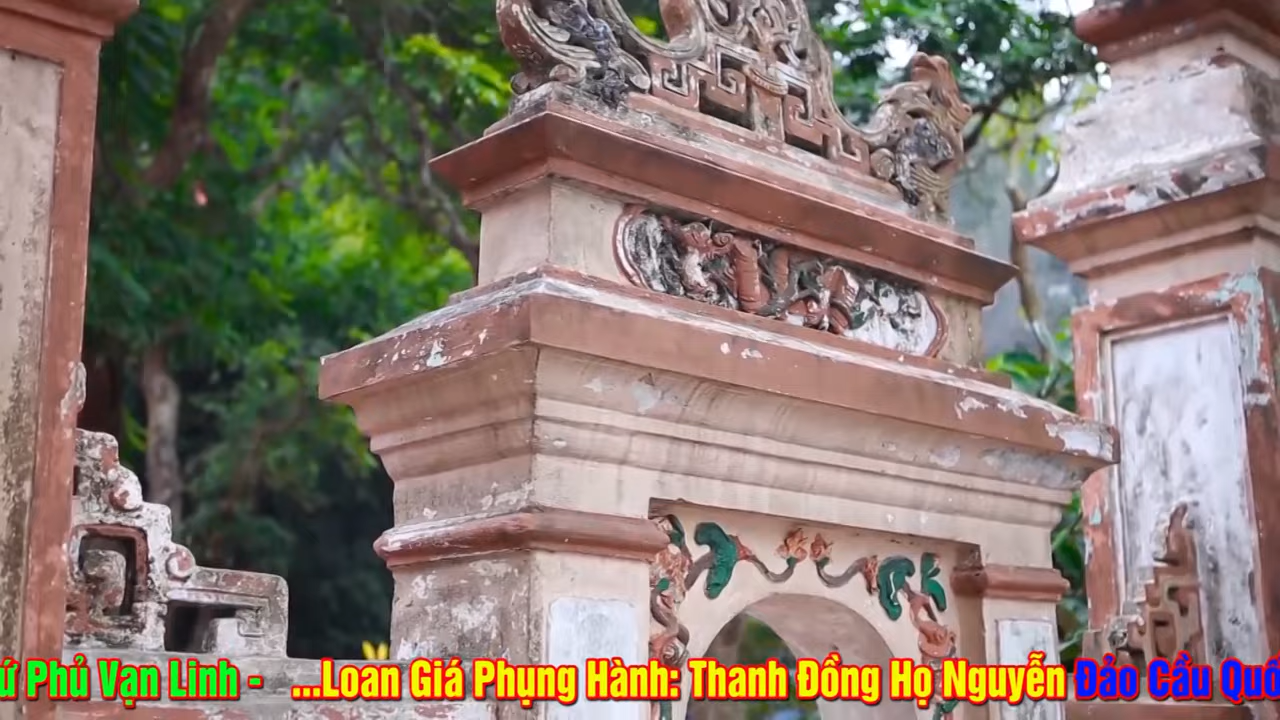 Phủ Vạn Linh - ...Loan Giá Phụng Hành: Thanh Đồng Họ Nguyễn Đảo Cầu